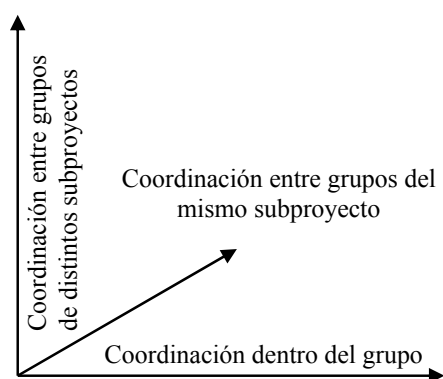 Coordinación entre grupos
de distintos subproyectos
Coordinación entre grupos del
mismo subproyecto
Coordinación dentro del grupo